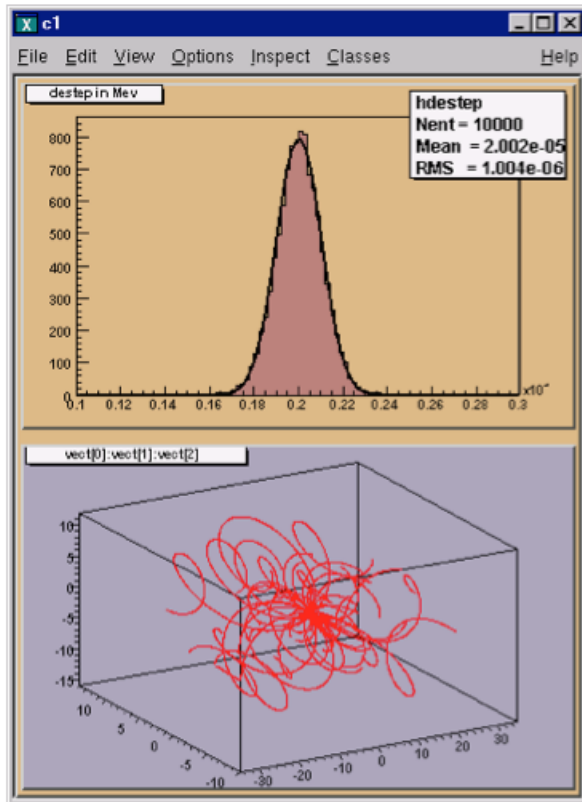 c1
File Edit View Options Inspect Classes Help
destep in Mev
hdestep
Nent = 10000
Mean = 2.002e-05
RMS = 1.004e-06
800
700
600
500
400
300
200
100
0
0.1 0.12 0.14 0.16 0.18 0.2 0.22 0.24 0.26 0.28 0.3
vect[0]:vect[1]:vect[2]
10
5
0
-5
-10
-15
10 5 0 -5 -10
-30 -20 -10 0 10 20 30